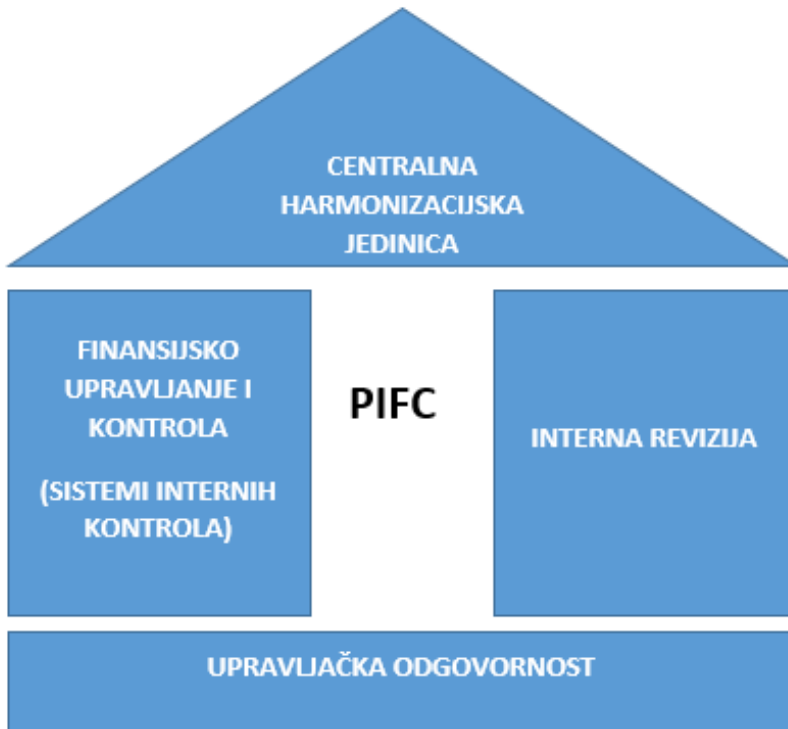 CENTRALNA
HARMONIZACIJSKA
JEDINICA
FINANSIJSKO
UPRAVLJANJE I
KONTROLA
(SISTEMI INTERNIH
KONTROLA)
PIFC
INTERNA REVIZIJA
UPRAVLJAČKA ODGOVORNOST